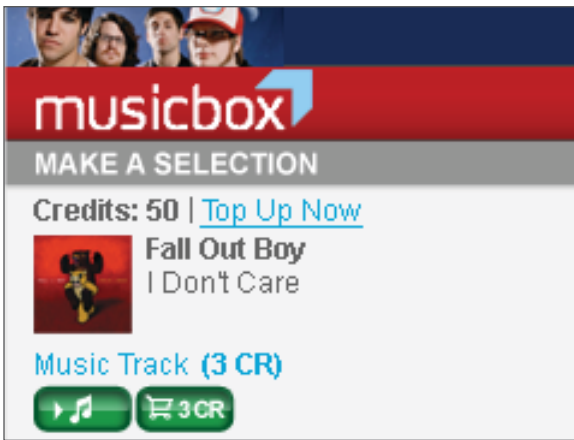 musicbox
MAKE A SELECTION
Credits: 50 | Top Up Now
Fall Out Boy
I Don't Care
Music Track (3 CR)
3CR